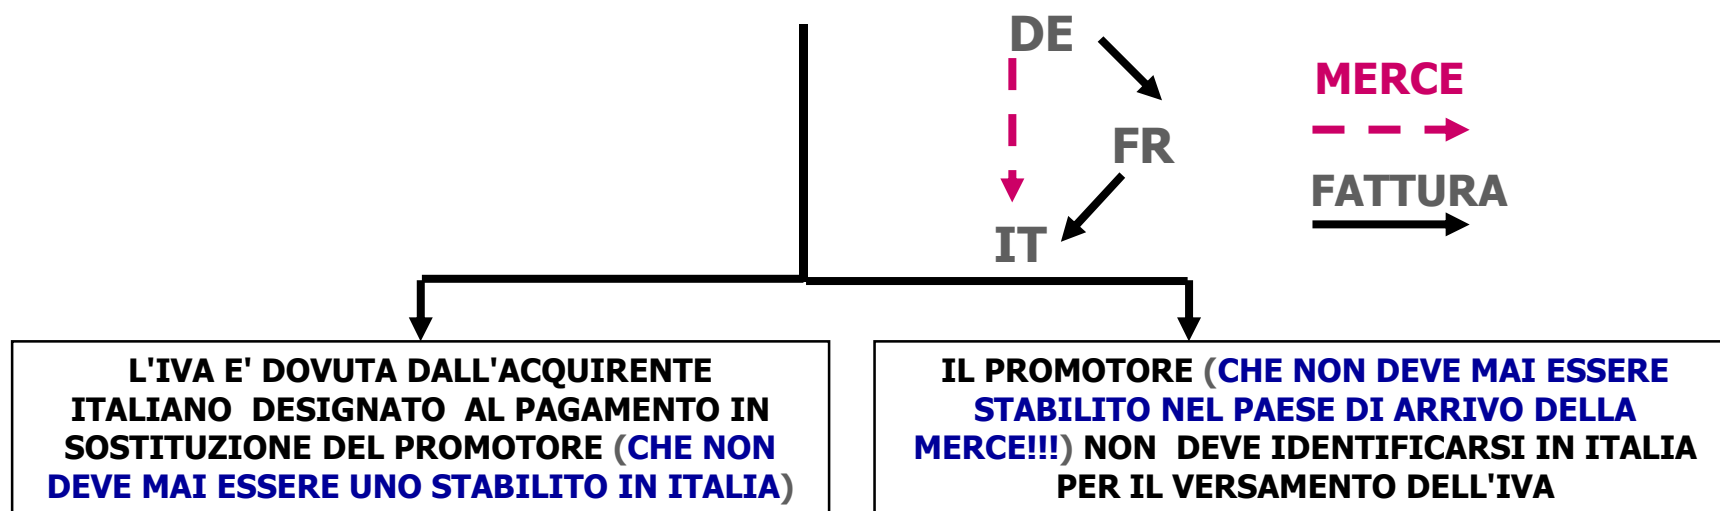 DE
MERCE
FR
FATTURA
IT
L'IVA E' DOVUTA DALL'ACQUIRENTE
ITALIANO DESIGNATO AL PAGAMENTO IN
SOSTITUZIONE DEL PROMOTORE (CHE NON
DEVE MAI ESSERE UNO STABILITO IN ITALIA)
IL PROMOTORE (CHE NON DEVE MAI ESSERE
STABILITO NEL PAESE DI ARRIVO DELLA
MERCE!!!) NON DEVE IDENTIFICARSI IN ITALIA
PER IL VERSAMENTO DELL'IVA